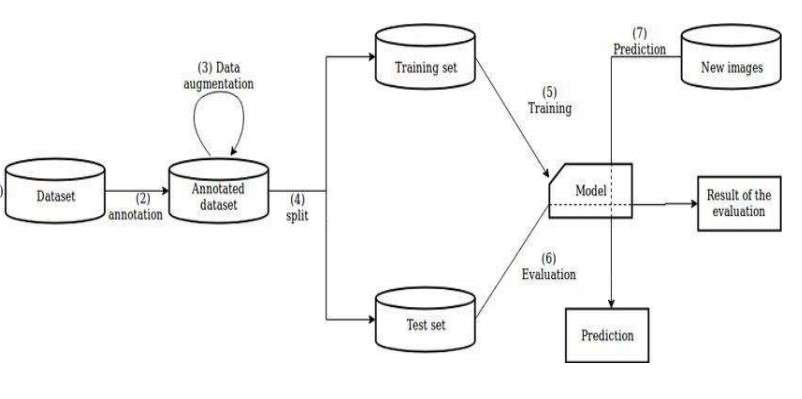 (7)
Prediction
Training set
New images
(3) Data
augmentation
(5)
Training
)
Dataset
(2)
annotation
Annotated
dataset
(4)
split
Model
Result of the
evaluation
(6)
Evaluation
Test set
Prediction